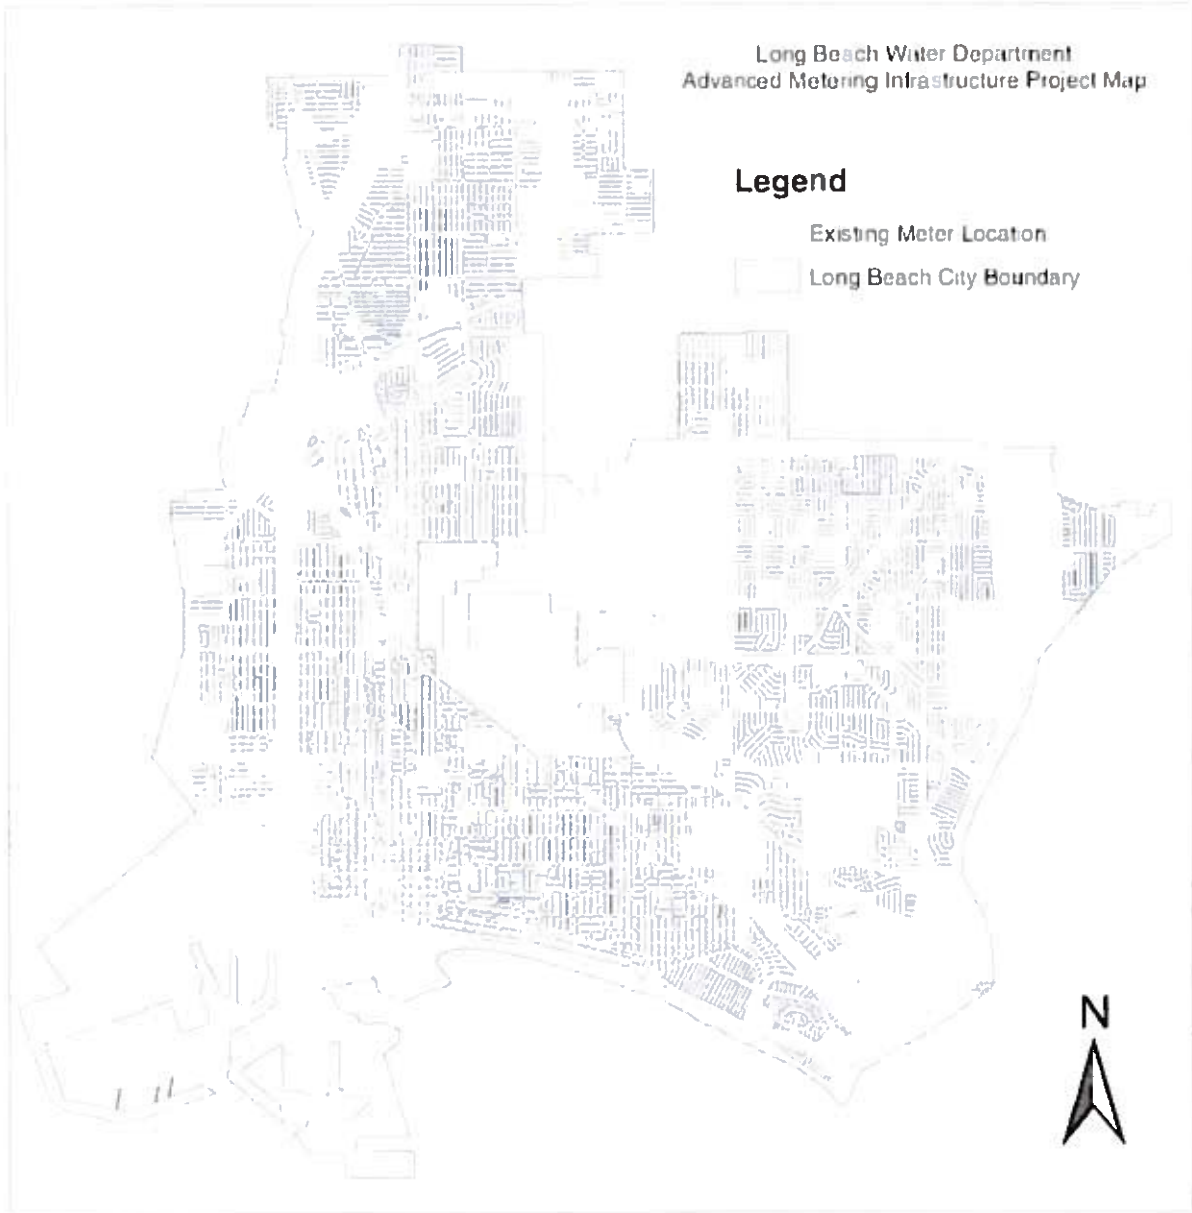 Long Beach Water Department
Advanced Metering Infrastructure Project Map
Legend
Existing Meter Location
Long Beach City Boundary
N